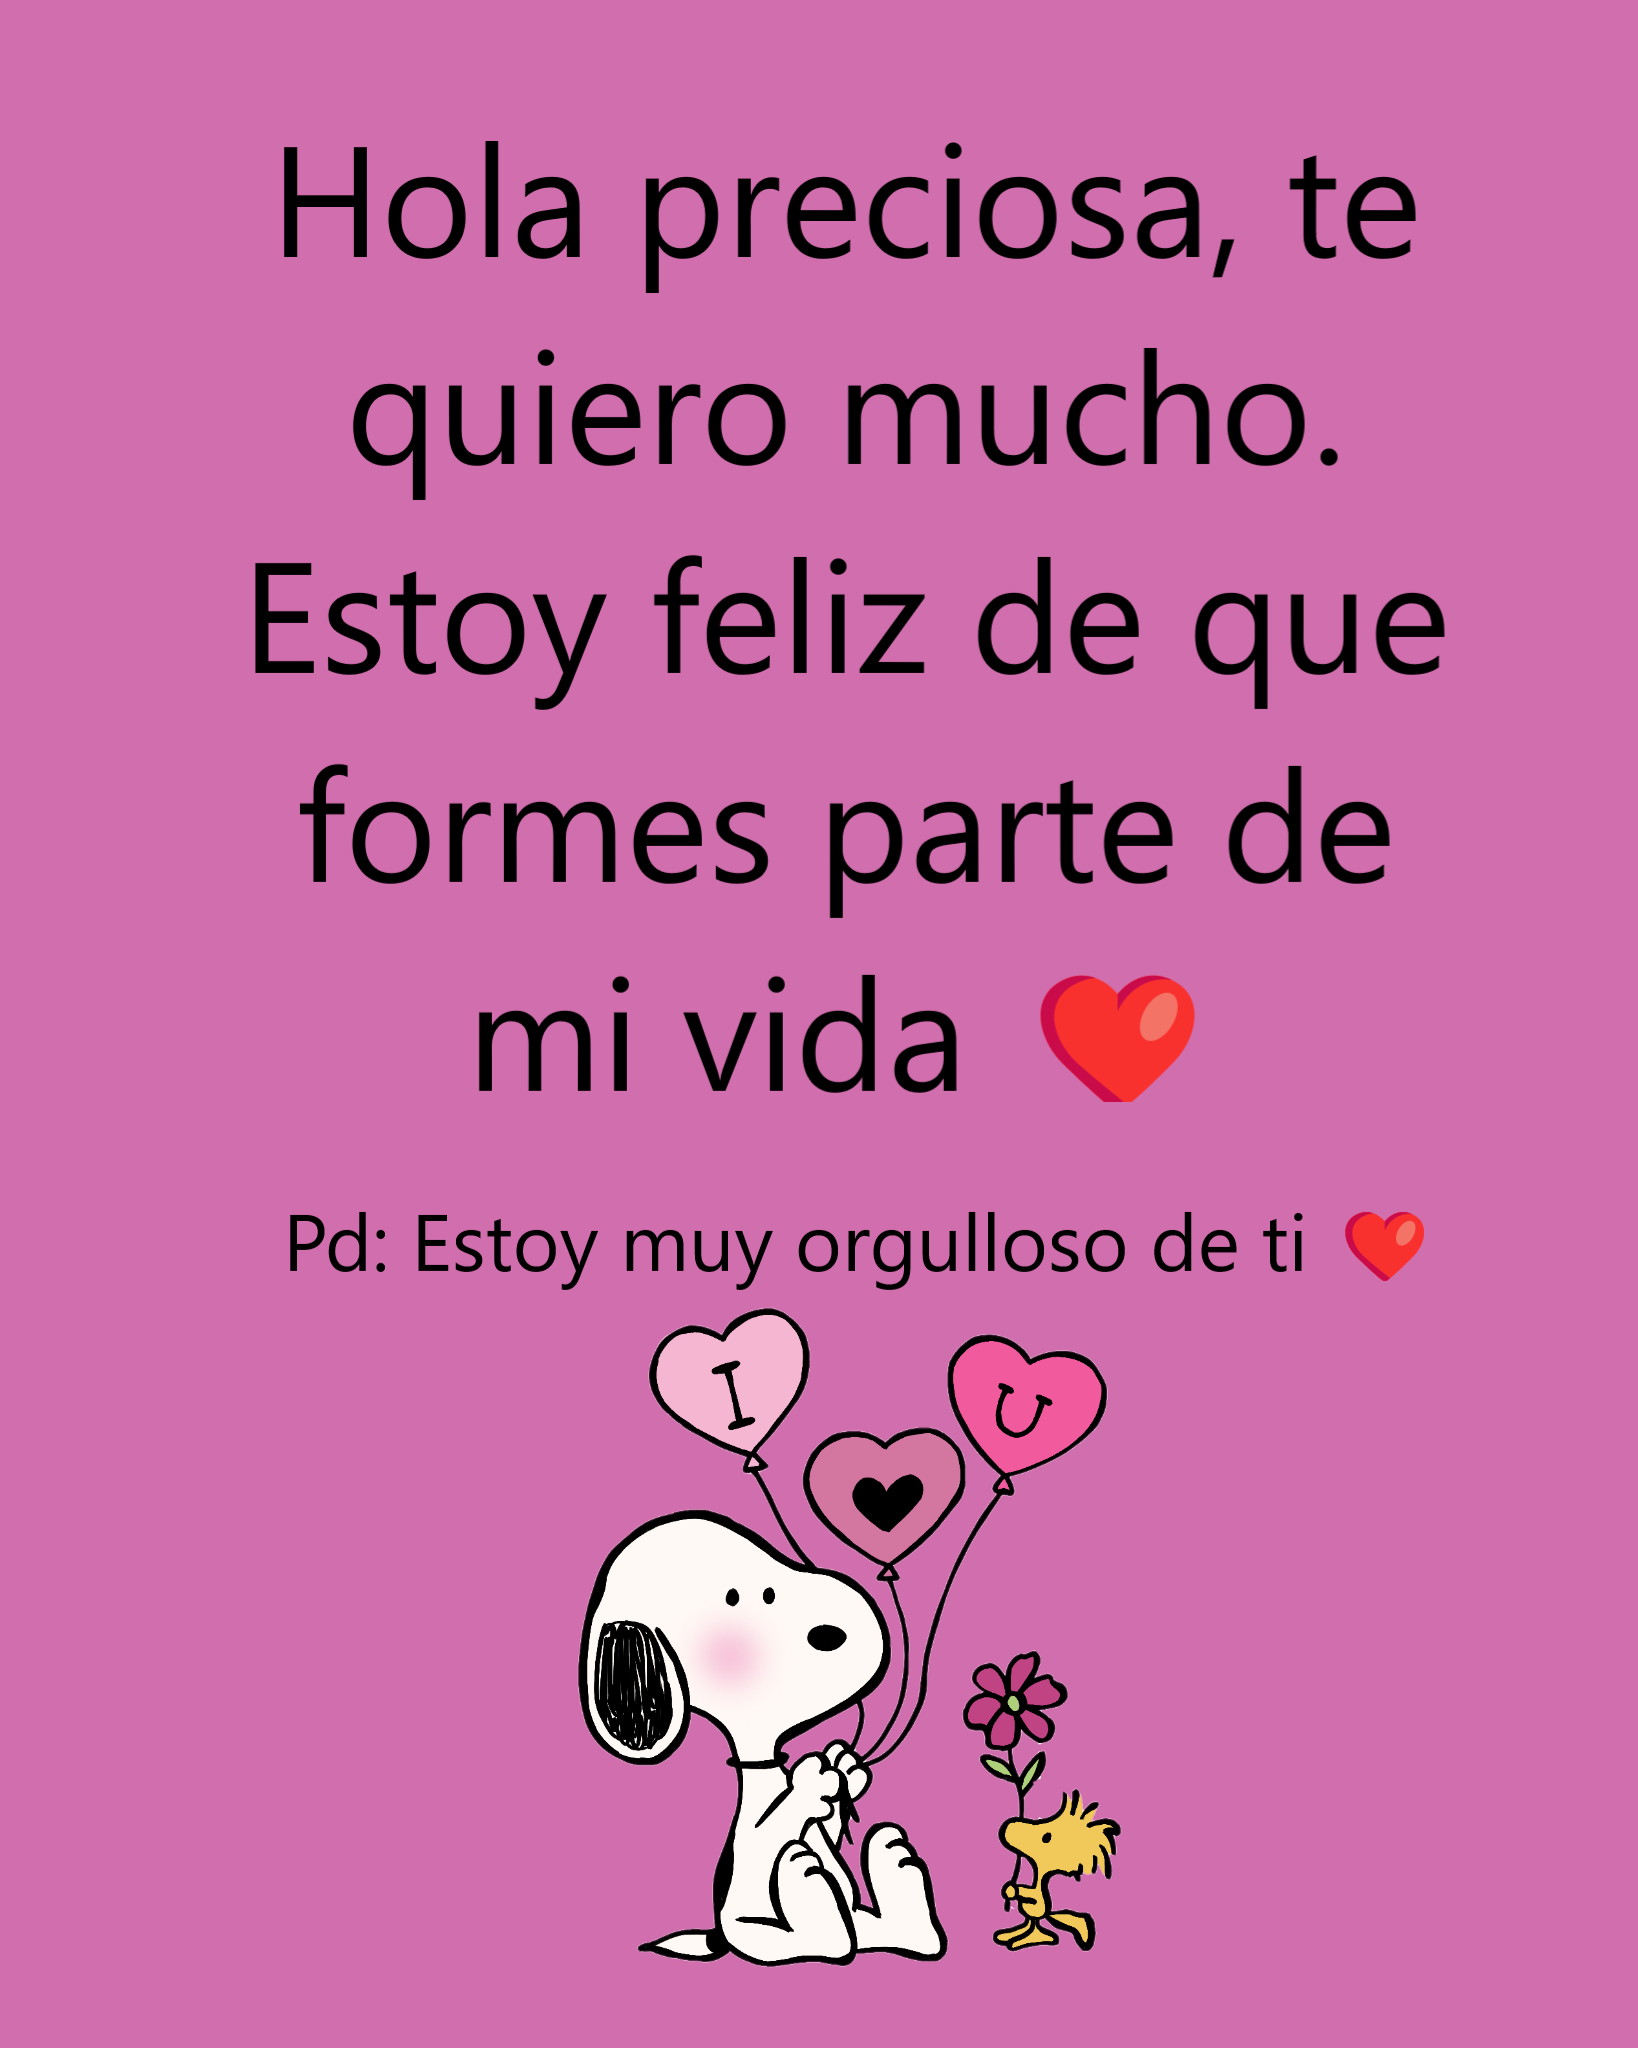 Hola preciosa, te
quiero mucho.
Estoy feliz de que
formes parte de
mi vida ❤️
Pd: Estoy muy orgulloso de ti ❤️
I ♥ U